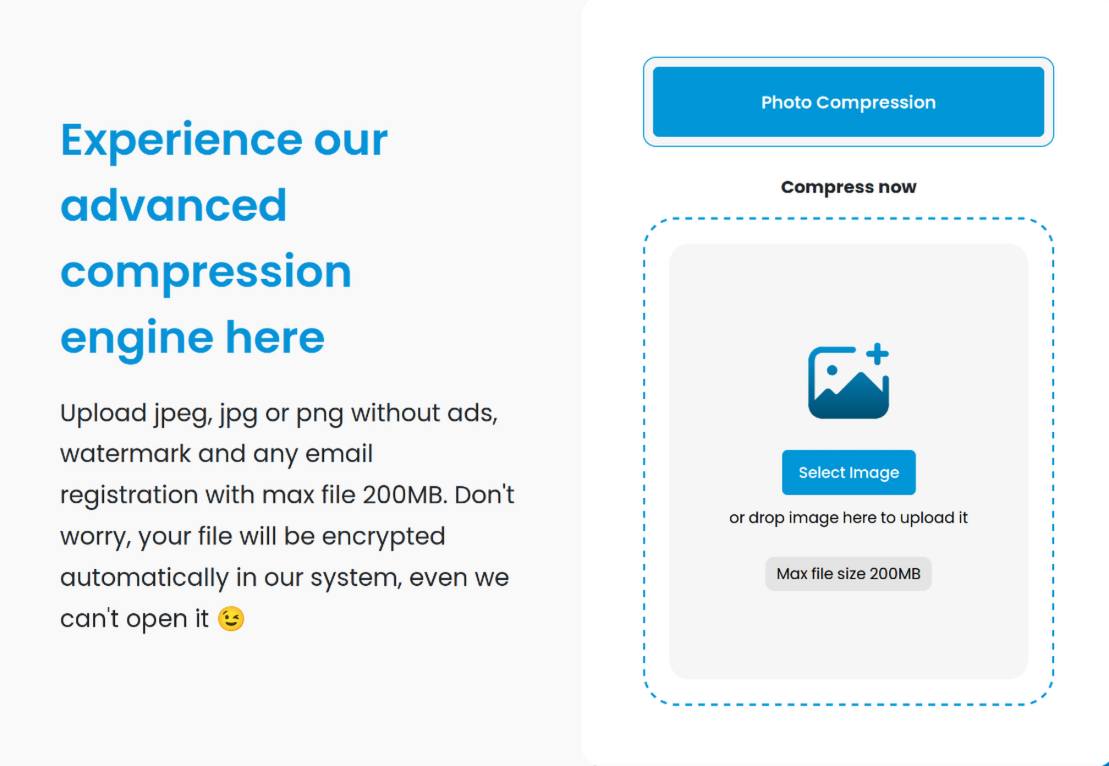 Experience our
advanced
compression
engine here
Upload jpeg, jpg or png without ads,
watermark and any email
registration with max file 200MB. Don't
worry, your file will be encrypted
automatically in our system, even we
can't open it 😉
Photo Compression
Compress now
Select Image
or drop image here to upload it
Max file size 200MB